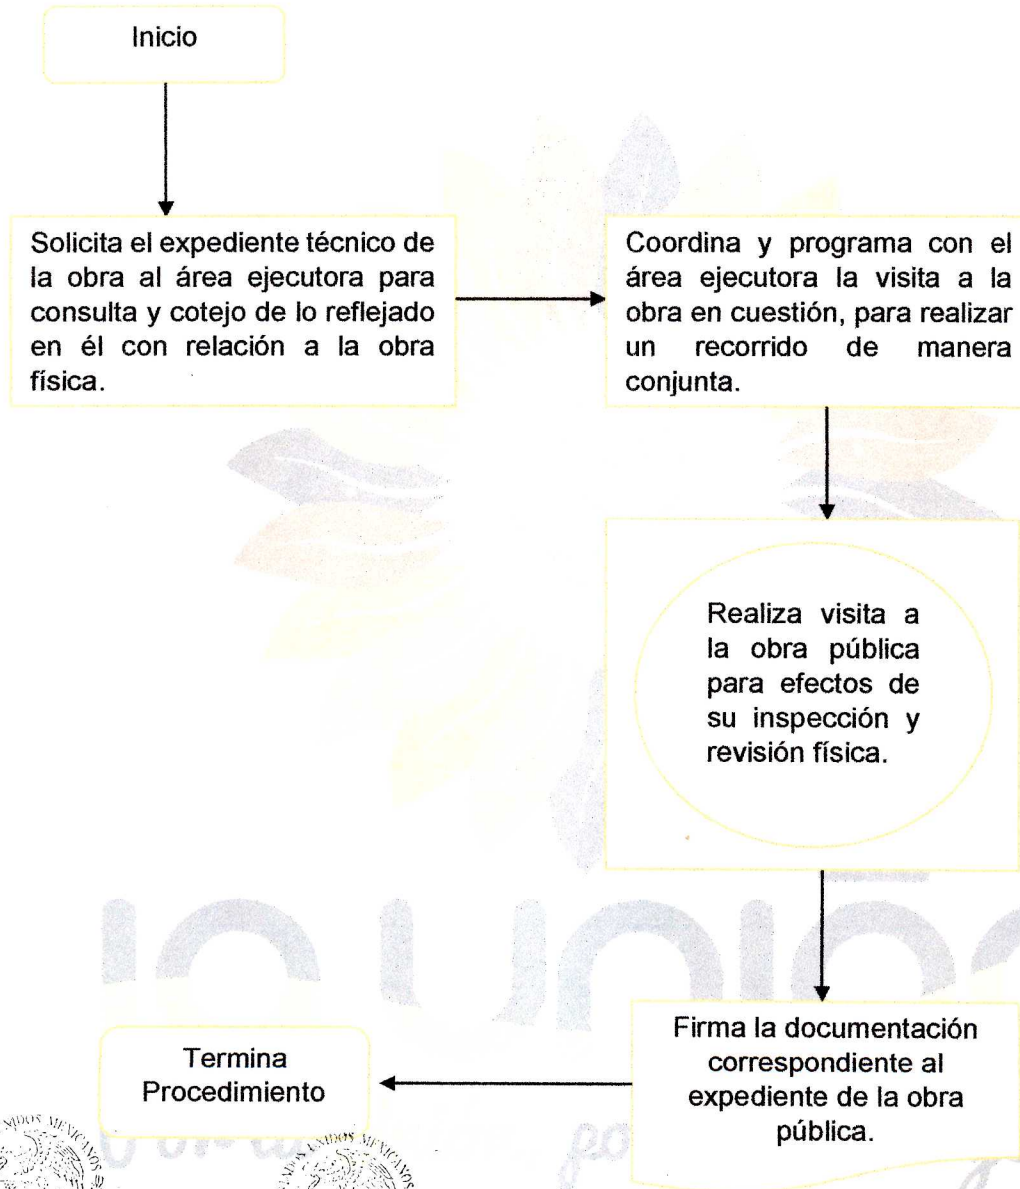 Inicio
Solicita el expediente técnico de
la obra al área ejecutora para
consulta y cotejo de lo reflejado
en él con relación a la obra
física.
Coordina y programa con el
área ejecutora la visita a la
obra en cuestión, para realizar
un recorrido de manera
conjunta.
Realiza visita a
la obra pública
para efectos de
su inspección y
revisión física.
Firma la documentación
correspondiente al
expediente de la obra
pública.
Termina
Procedimiento